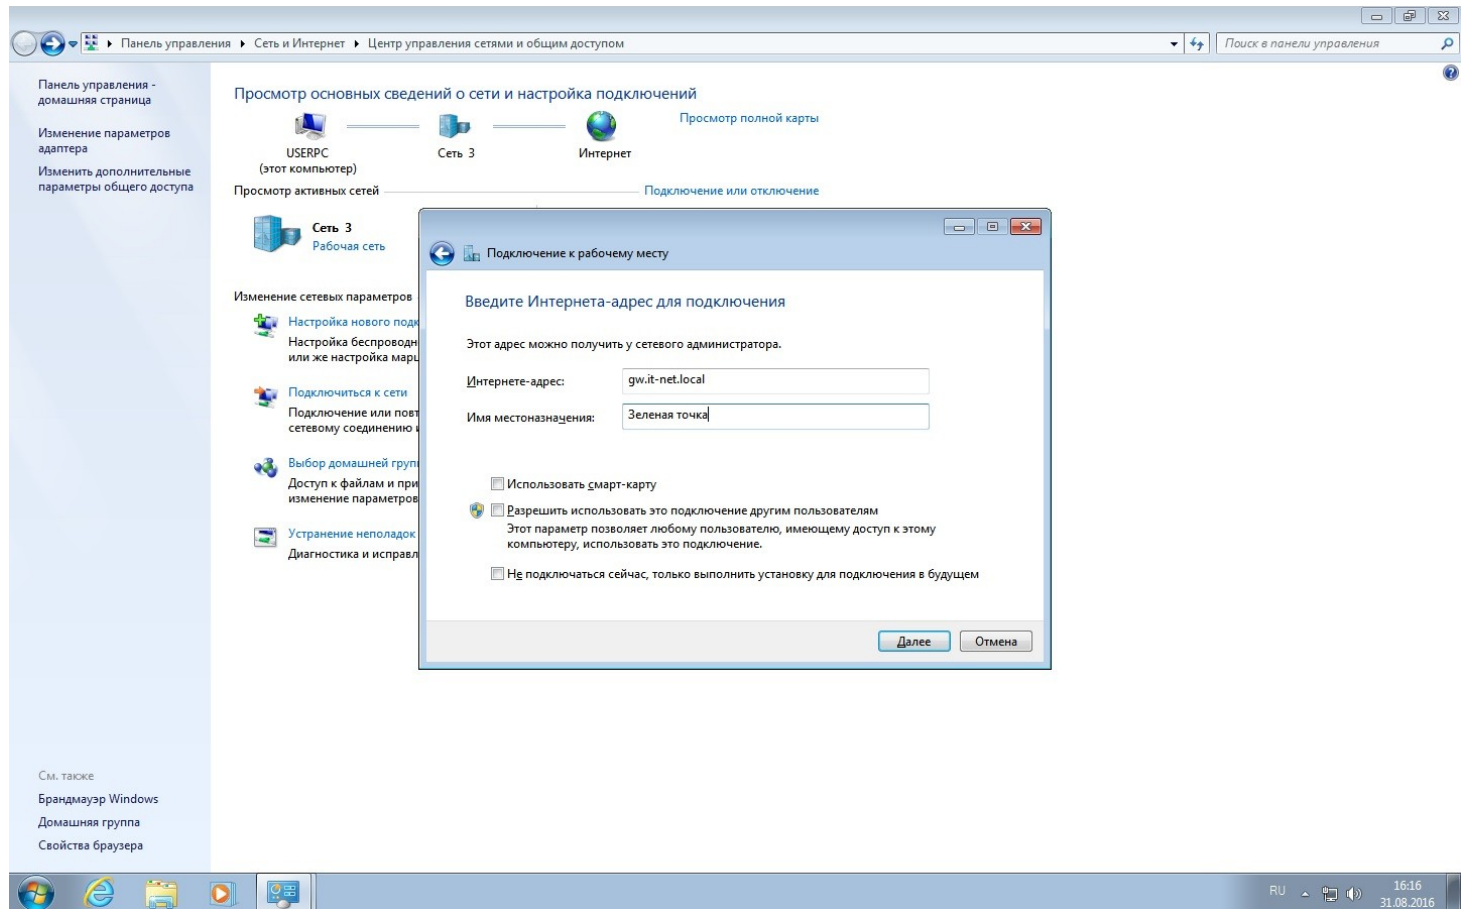 Панель управления ▸ Сеть и Интернет ▸ Центр управления сетями и общим доступом
Поиск в панели управления
Панель управления -
домашняя страница
Изменение параметров
адаптера
Изменить дополнительные
параметры общего доступа
Просмотр основных сведений о сети и настройка подключений
Просмотр полной карты
USERPC
(этот компьютер)
Сеть 3
Интернет
Просмотр активных сетей
Подключение или отключение
Сеть 3
Рабочая сеть
Изменение сетевых параметров
Настройка нового подк
Настройка беспроводн
или же настройка марш
Подключиться к сети
Подключение или повт
сетевому соединению и
Выбор домашней групп
Доступ к файлам и при
изменение параметров
Устранение неполадок
Диагностика и исправл
Подключение к рабочему месту
Введите Интернета-адрес для подключения
Этот адрес можно получить у сетевого администратора.
Интернете-адрес:
gw.it-net.local
Имя местоназначения:
Зеленая точка
Использовать смарт-карту
Разрешить использовать это подключение другим пользователям
Этот параметр позволяет любому пользователю, имеющему доступ к этому
компьютеру, использовать это подключение.
Не подключаться сейчас, только выполнить установку для подключения в будущем
Далее
Отмена
См. также
Брандмауэр Windows
Домашняя группа
Свойства браузера
RU
16:16
31.08.2016